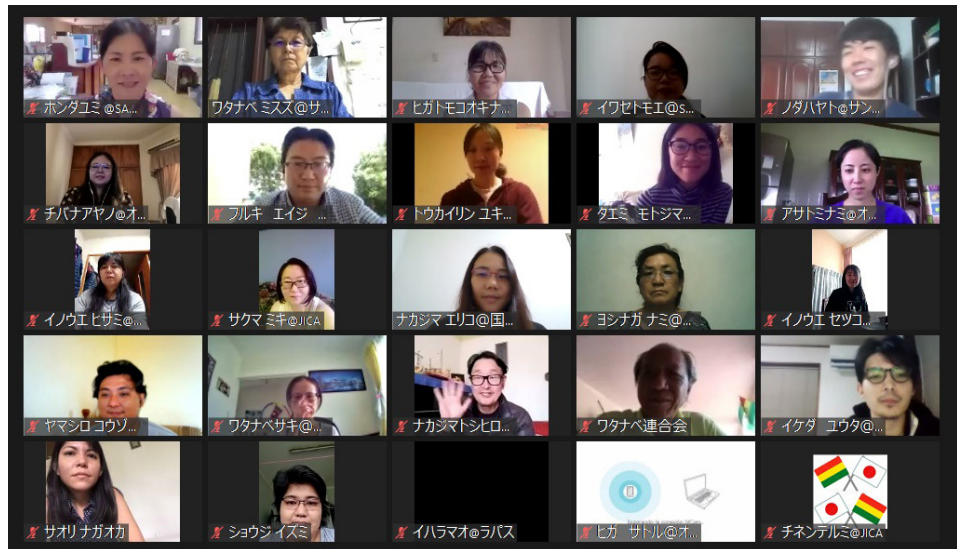 ホンダユミ@SA...
ワタナベ ミスズ@サ...
ヒガトモコオキナ...
イワセトモエ@S...
ノダハヤト@サン...
チバナアヤノ@オ...
フルキ エイジ ...
トウカイリン ユキ...
タエミ モトジマ...
アサトミナミ@オ...
イノウエ ヒサミ@...
サクマ ミキ@JICA
ナカジマ エリコ@国...
ヨシナガ ナミ@...
イノウエ セツコ...
ヤマシロ コウゾ...
ワタナベサキ@...
ナカジマトシヒロ...
ワタナベ連合会
イケダ ユウタ@...
サオリ ナガオカ
ショウジ イズミ
イハラマオ@ラパス
ヒガ サトル@オ...
チネンテルミ@JICA